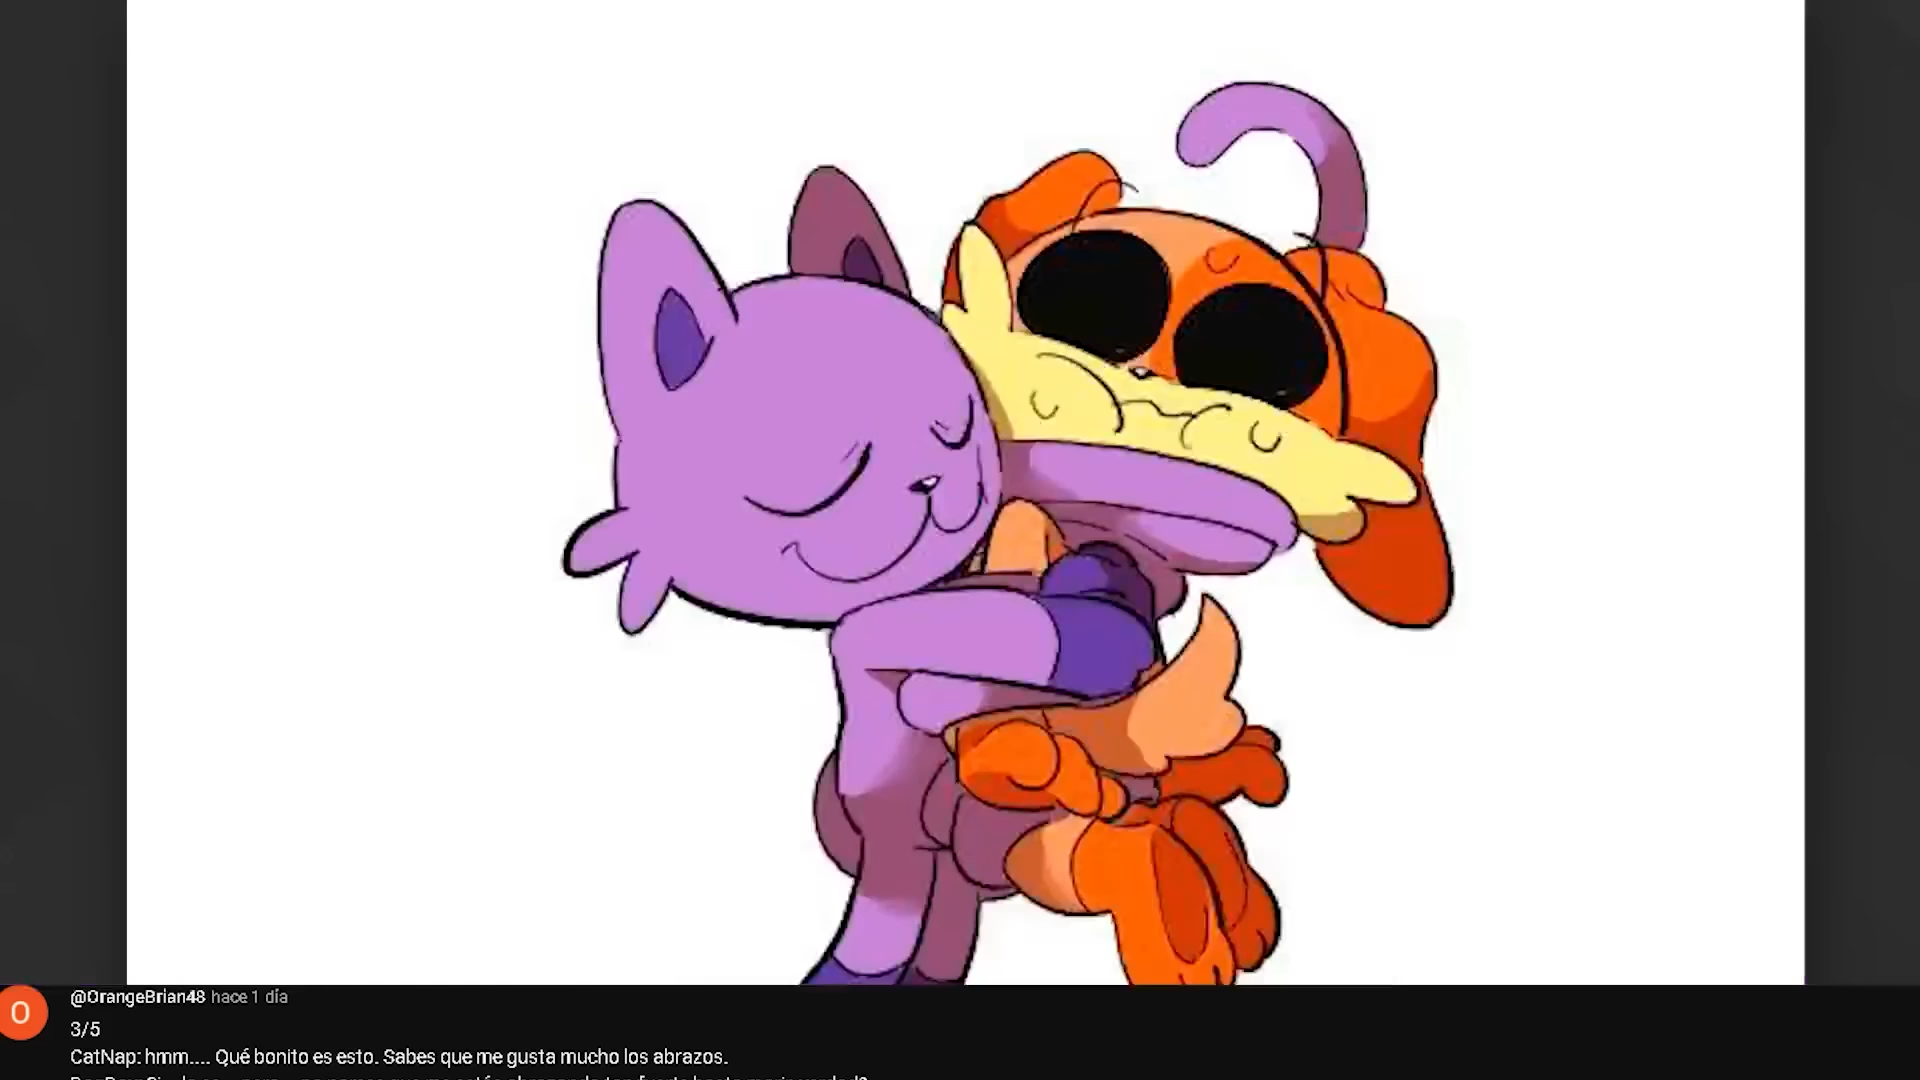 O
@OrangeBrian48 hace 1 día
3/5
CatNap: hmm.... Qué bonito es esto. Sabes que me gusta mucho los abrazos.